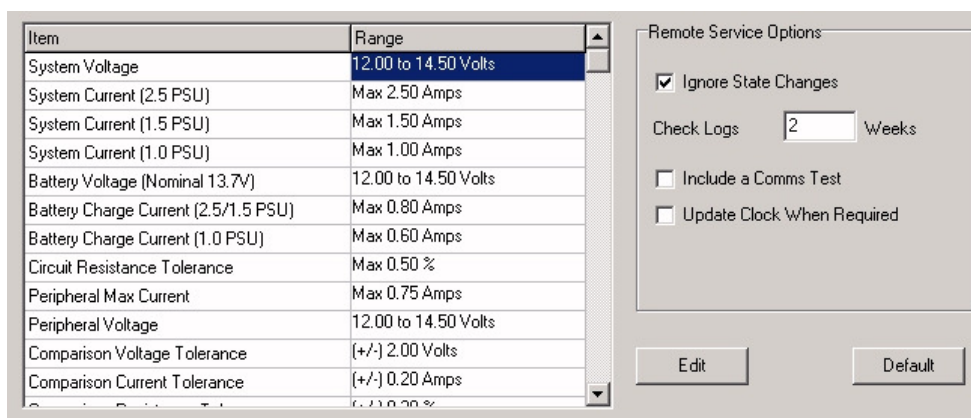 Item Range
System Voltage 12.00 to 14.50 Volts
System Current (2.5 PSU) Max 2.50 Amps
System Current (1.5 PSU) Max 1.50 Amps
System Current (1.0 PSU) Max 1.00 Amps
Battery Voltage (Nominal 13.7V) 12.00 to 14.50 Volts
Battery Charge Current (2.5/1.5 PSU) Max 0.80 Amps
Battery Charge Current (1.0 PSU) Max 0.60 Amps
Circuit Resistance Tolerance Max 0.50 %
Peripheral Max Current Max 0.75 Amps
Peripheral Voltage 12.00 to 14.50 Volts
Comparison Voltage Tolerance (+/-) 2.00 Volts
Comparison Current Tolerance (+/-) 0.20 Amps
Remote Service Options
Ignore State Changes
Check Logs 2 Weeks
Include a Comms Test
Update Clock When Required
Edit Default